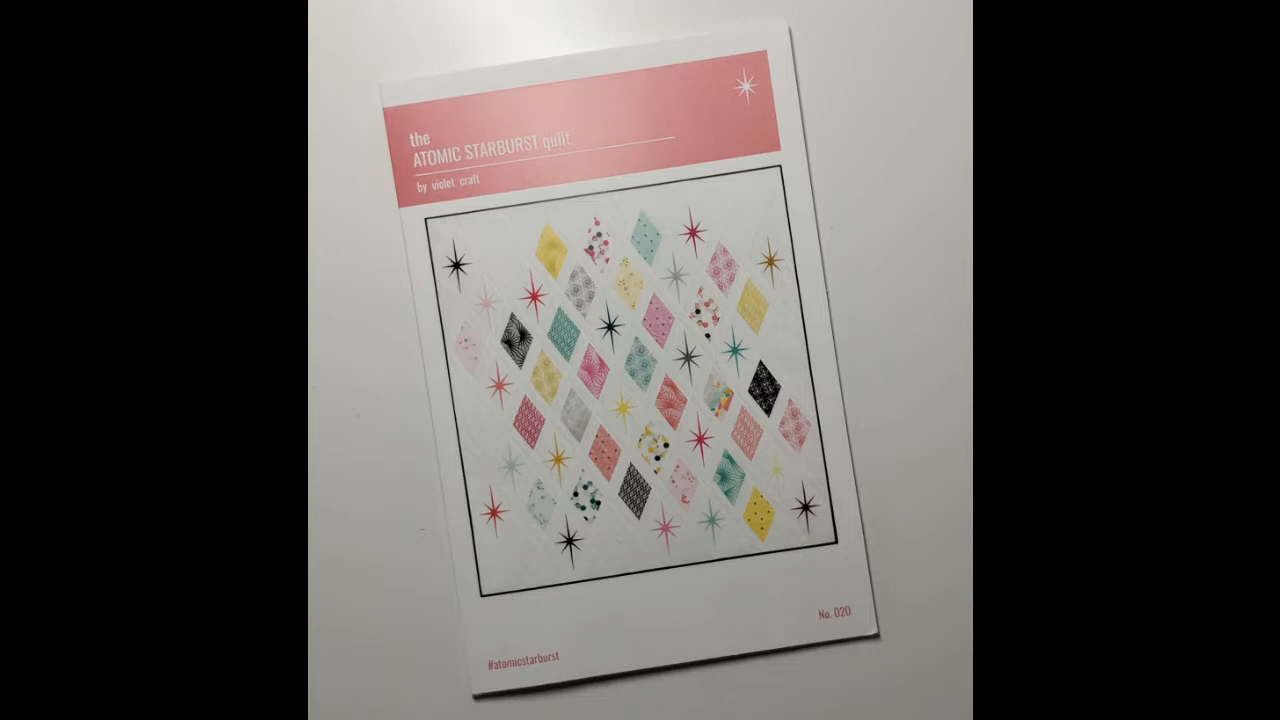 the
ATOMIC STARBURST quilt
by violet craft
No. 020
#atomicstarburst